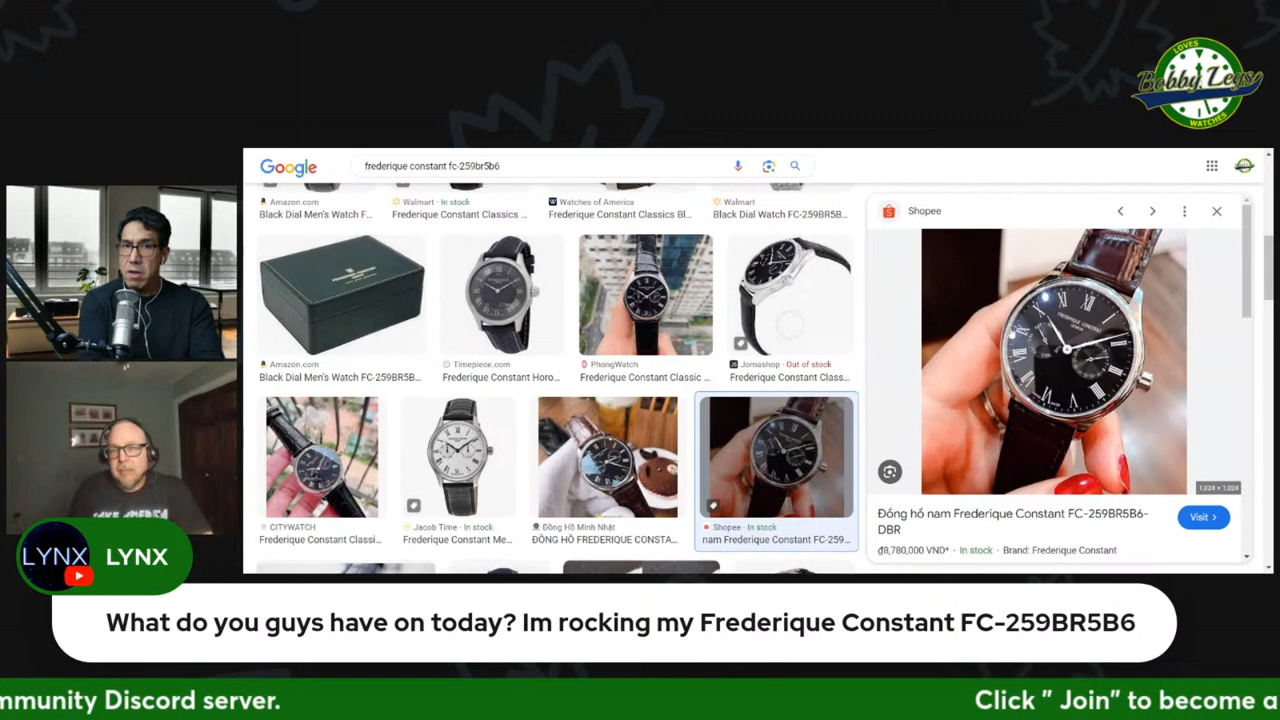 LOVES
Bobby Legs
WATCHES
Google
frederique constant fc-259br5b6
Amazon.com
Black Dial Men's Watch F...
Walmart · In stock
Frederique Constant Classics ...
Watches of America
Frederique Constant Classics Bl...
Walmart
Black Dial Watch FC-259BR5B...
Shopee
Amazon.com
Black Dial Men's Watch FC-259BR5B...
Timepiece.com
Frederique Constant Horo...
PhongWatch
Frederique Constant Classic ...
Jomashop · Out of stock
Frederique Constant Class...
FREDERIQUE CONSTANT
GENEVE
1,024 × 1,024
CITYWATCH
Frederique Constant Classi...
Jacob Time · In stock
Frederique Constant Me...
Đồng Hồ Minh Nhật
ĐỒNG HỒ FREDERIQUE CONSTA...
Shopee · In stock
nam Frederique Constant FC-259...
Đồng hồ nam Frederique Constant FC-259BR5B6-
DBR
Visit
₫8,780,000 VND* · In stock · Brand: Frederique Constant
LYNX
LYNX
What do you guys have on today? Im rocking my Frederique Constant FC-259BR5B6
mmunity Discord server.
Click " Join" to become a